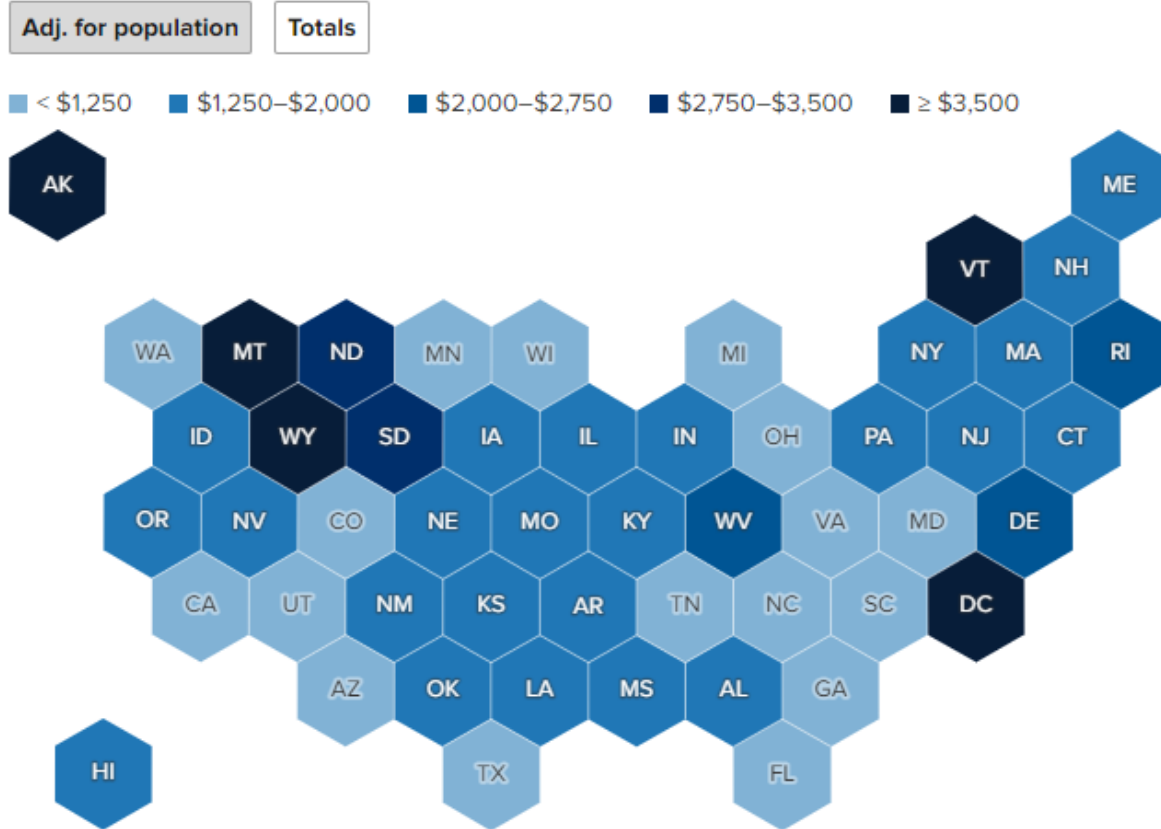 Adj. for population Totals
< $1,250 $1,250–$2,000 $2,000–$2,750 $2,750–$3,500 ≥ $3,500
AK ME
VT NH
WA MT ND MN WI MI NY MA RI
ID WY SD IA IL IN OH PA NJ CT
OR NV CO NE MO KY WV VA MD DE
CA UT NM KS AR TN NC SC DC
AZ OK LA MS AL GA
HI TX FL